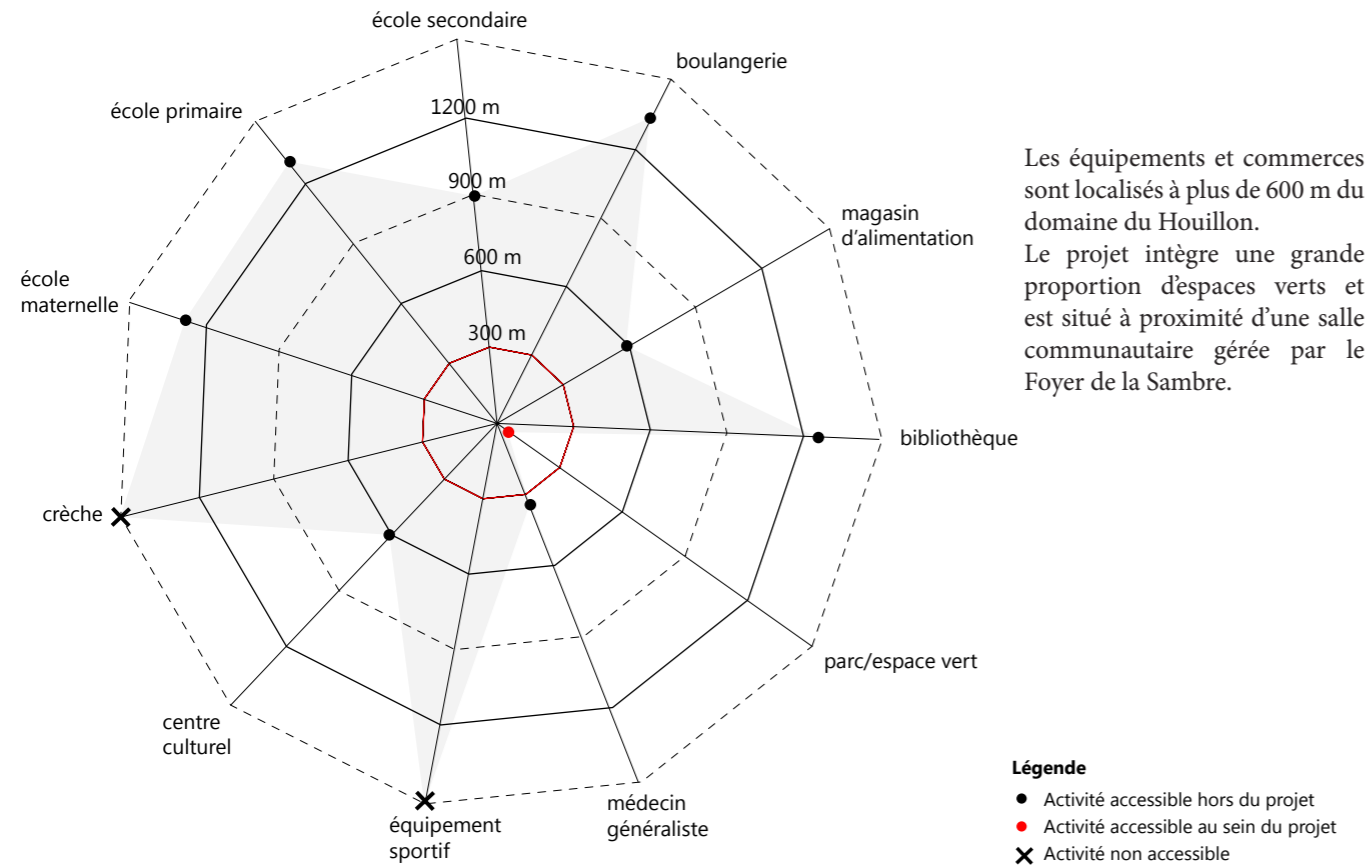 école secondaire
boulangerie
école primaire
1200 m
900 m
magasin
d'alimentation
600 m
école
maternelle
300 m
bibliothèque
crèche
parc/espace vert
centre
culturel
équipement
sportif
médecin
généraliste
Les équipements et commerces
sont localisés à plus de 600 m du
domaine du Houillon.
Le projet intègre une grande
proportion d'espaces verts et
est situé à proximité d'une salle
communautaire gérée par le
Foyer de la Sambre.
Légende
Activité accessible hors du projet
Activité accessible au sein du projet
Activité non accessible